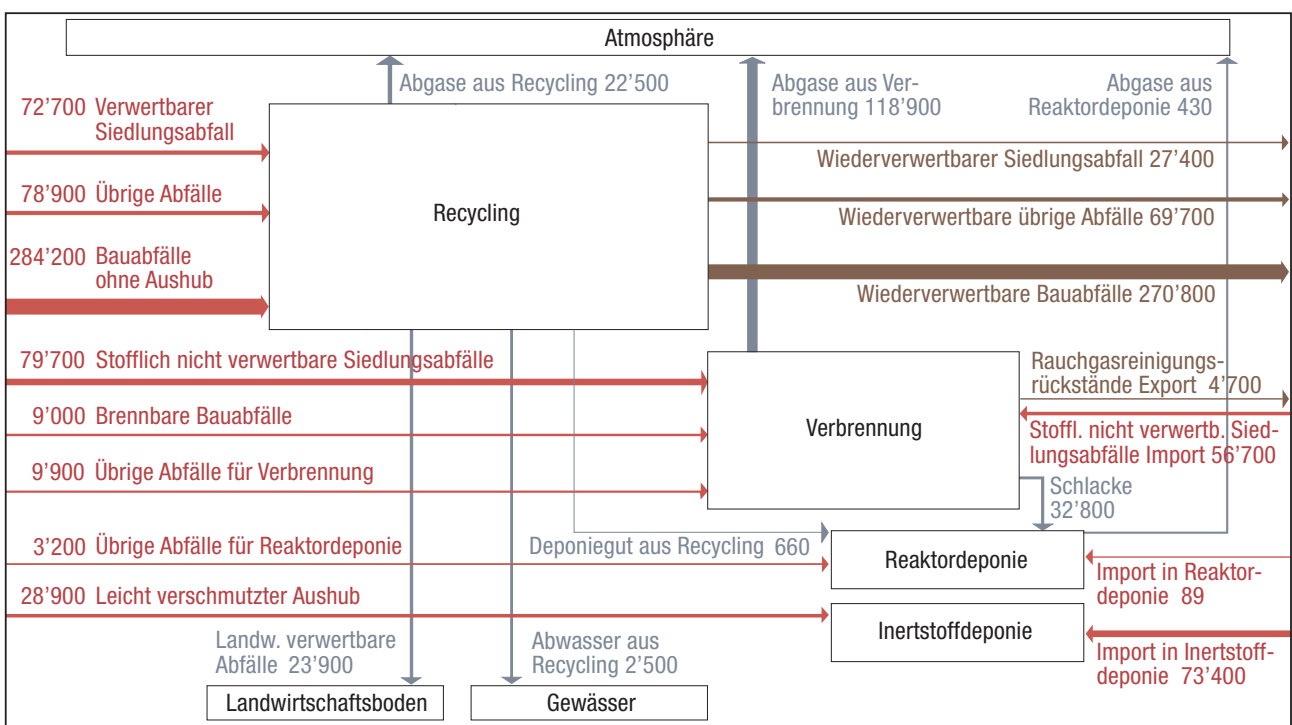 Atmosphäre
Abgase aus Recycling 22’500
Abgase aus Ver-
brennung 118’900
Abgase aus
Reaktordeponie 430
72’700 Verwertbarer
Siedlungsabfall
78’900 Übrige Abfälle
284’200 Bauabfälle
ohne Aushub
Recycling
Wiederverwertbarer Siedlungsabfall 27’400
Wiederverwertbare übrige Abfälle 69’700
Wiederverwertbare Bauabfälle 270’800
79’700 Stofflich nicht verwertbare Siedlungsabfälle
9’000 Brennbare Bauabfälle
9’900 Übrige Abfälle für Verbrennung
Verbrennung
Rauchgasreinigungs-
rückstände Export 4’700
Stoffl. nicht verwertb. Sied-
lungsabfälle Import 56’700
Schlacke
32’800
3’200 Übrige Abfälle für Reaktordeponie
Deponiegut aus Recycling 660
Reaktordeponie
Import in Reaktor-
deponie 89
28’900 Leicht verschmutzter Aushub
Inertstoffdeponie
Import in Inertstoff-
deponie 73’400
Landw. verwertbare
Abfälle 23’900
Abwasser aus
Recycling 2’500
Landwirtschaftsboden
Gewässer